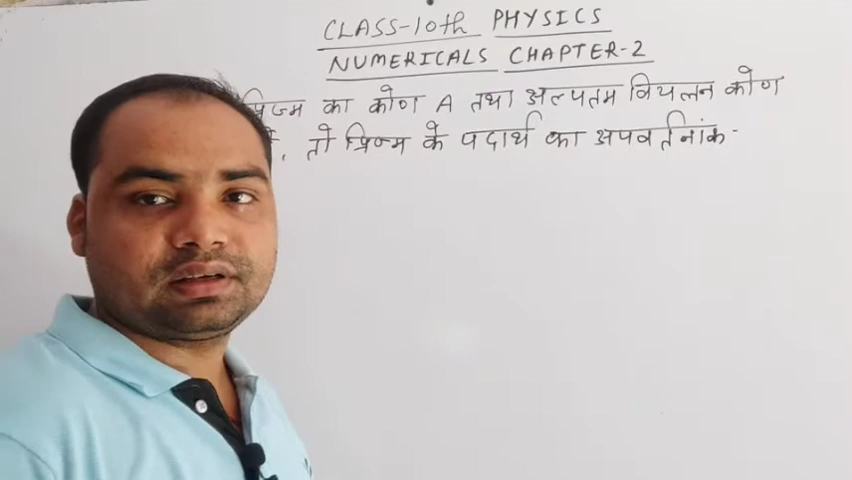 CLASS-10th PHYSICS
NUMERICALS CHAPTER-2
प्रिज्म का कोण A तथा अल्पतम विचलन कोण
है, तो प्रिज्म के पदार्थ का अपवर्तनांक-